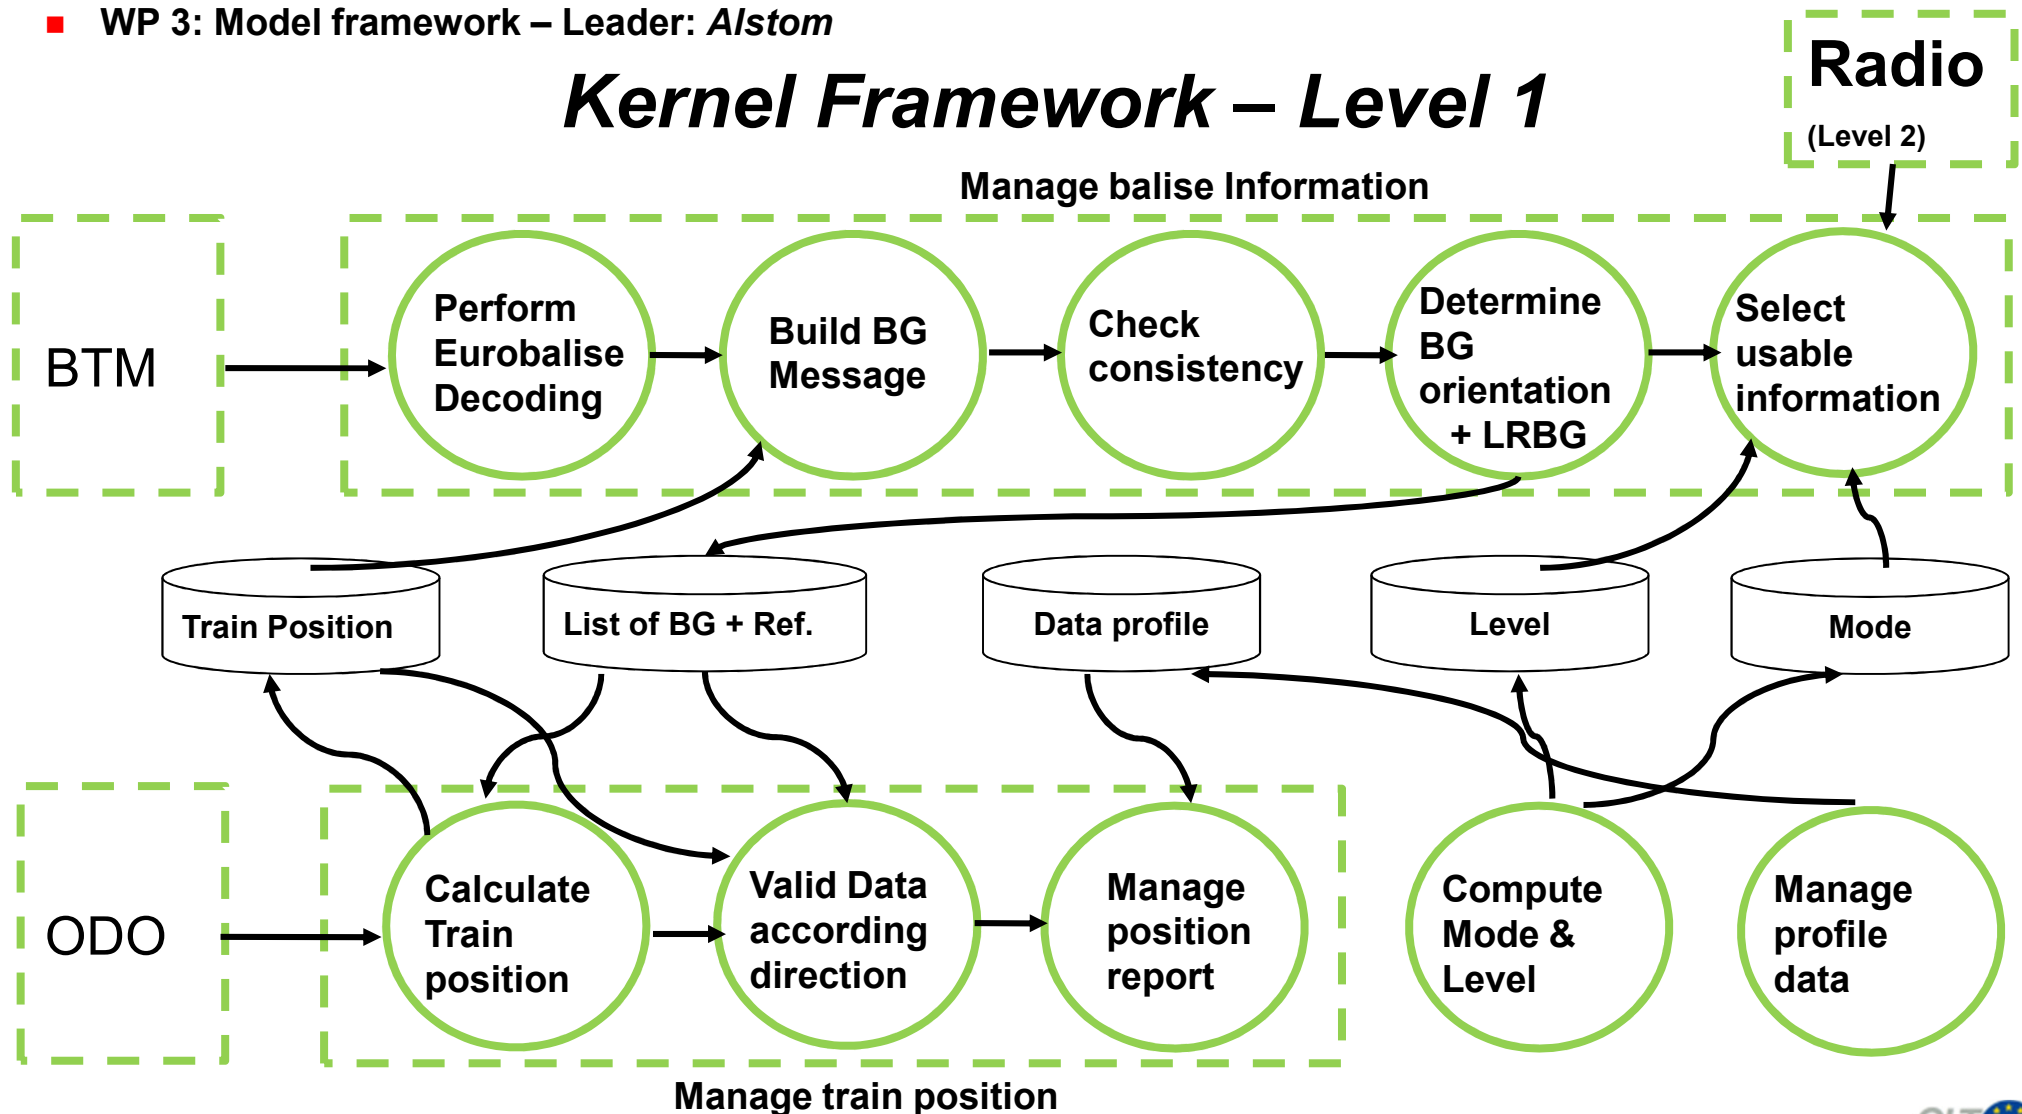 WP 3: Model framework – Leader: Alstom
Kernel Framework – Level 1
Radio
(Level 2)
Manage balise Information
BTM
Perform
Eurobalise
Decoding
Build BG
Message
Check
consistency
Determine
BG
orientation
+ LRBG
Select
usable
information
Train Position
List of BG + Ref.
Data profile
Level
Mode
ODO
Calculate
Train
position
Valid Data
according
direction
Manage
position
report
Compute
Mode &
Level
Manage
profile
data
Manage train position